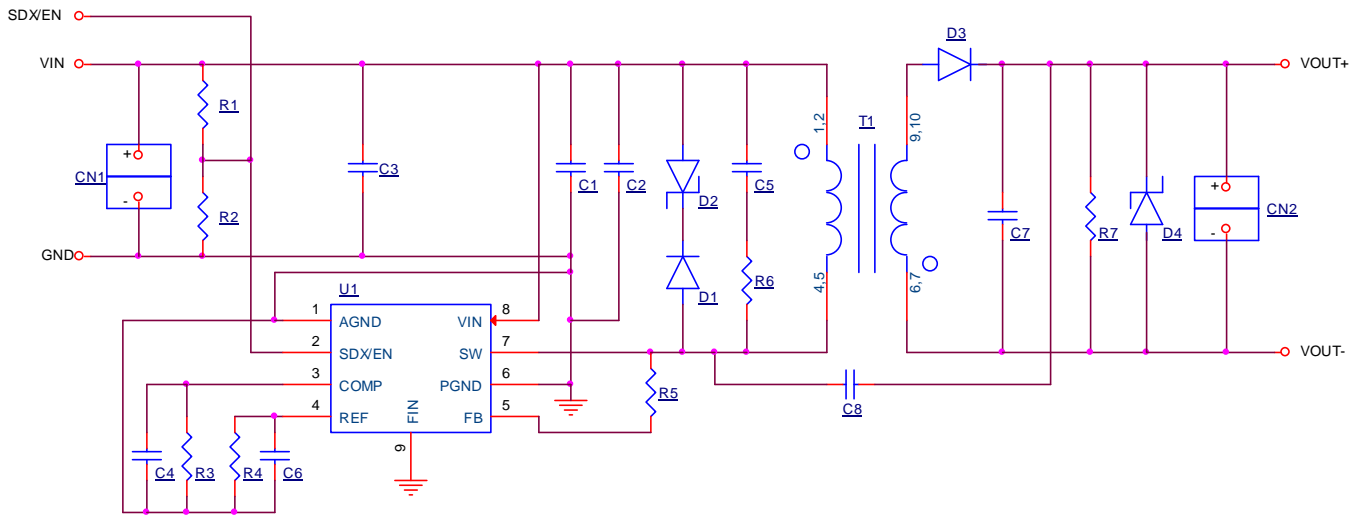 SDX/EN
D3
VIN
VOUT+
R1
1,2
T1
9,10
+
CN1
-
C3
C1
C2
C5
+
CN2
-
D2
R2
C7
R7
D4
GND
U1
D1
R6
4,5
6,7
1
AGND
VIN
8
2
SDX/EN
SW
7
VOUT-
3
COMP
PGND
6
R5
C8
4
REF
FIN
FB
5
9
C4
R3
R4
C6